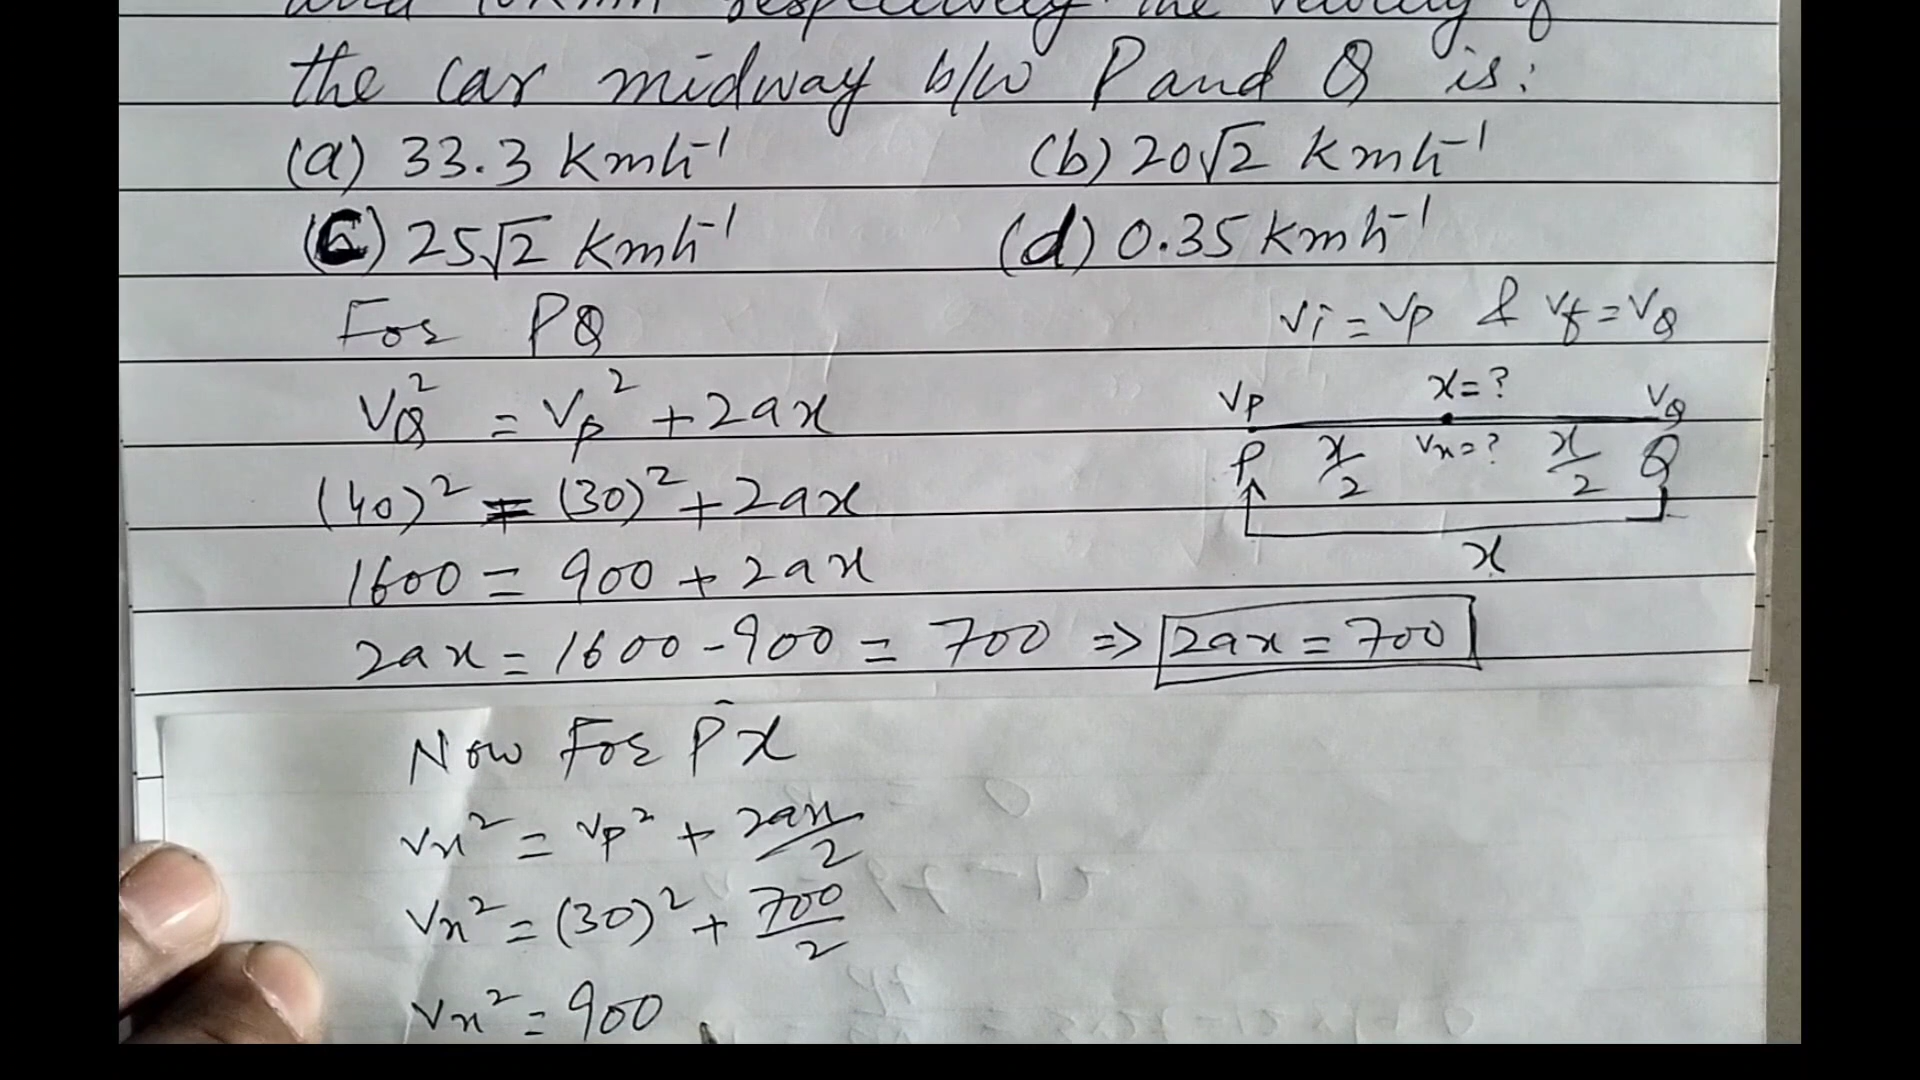 the car midway b/w P and Q is:
(a) 33.3 kmh⁻¹ (b) 20√2 kmh⁻¹
(c) 25√2 kmh⁻¹ (d) 0.35 kmh⁻¹
For PQ
vi = vp & vf = vQ
vQ² = vp² + 2ax
vp x=? vQ
P x/2 vx=? x/2 Q
x
(40)² = (30)² + 2ax
1600 = 900 + 2ax
2ax = 1600 - 900 = 700 => 2ax = 700
Now For Px
vx² = vp² + 2ax/2
vx² = (30)² + 700/2
vx² = 900